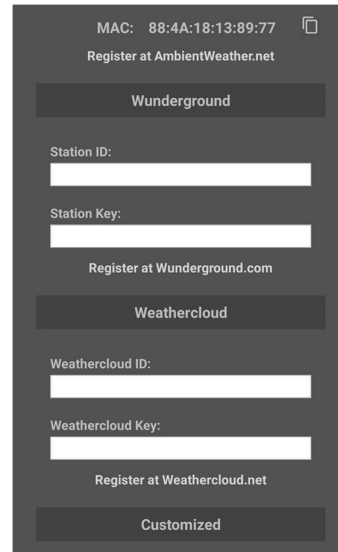 MAC: 88:4A:18:13:89:77
Register at AmbientWeather.net
Wunderground
Station ID:
Station Key:
Register at Wunderground.com
Weathercloud
Weathercloud ID:
Weathercloud Key:
Register at Weathercloud.net
Customized